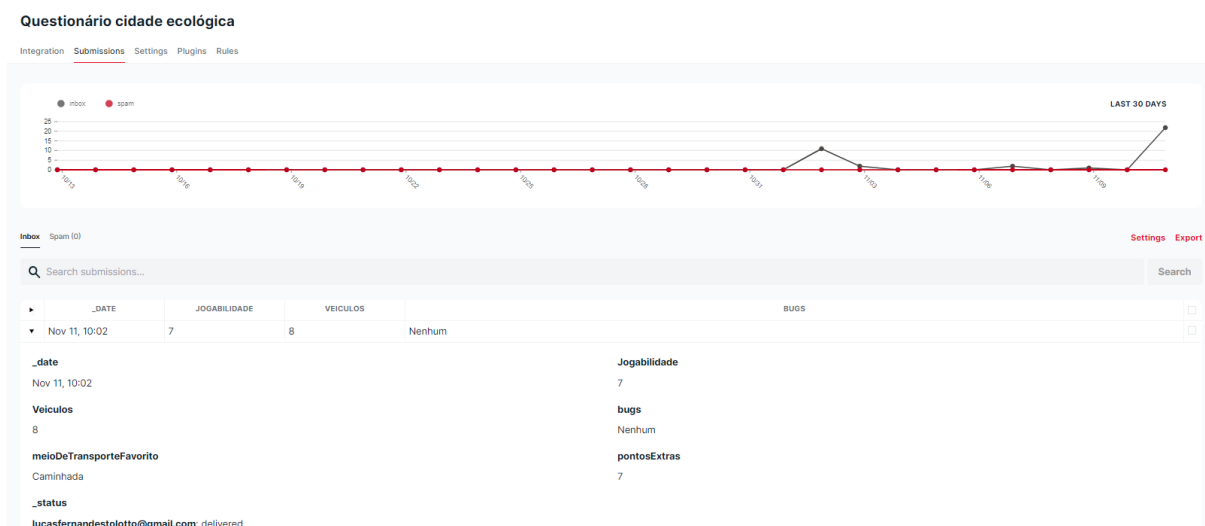 Questionário cidade ecológica
Integration Submissions Settings Plugins Rules
inbox spam LAST 30 DAYS
25
20
15
10
5
0
10/13 10/16 10/19 10/22 10/25 10/28 10/31 11/03 11/06 11/09
Inbox Spam (0) Settings Export
Search submissions... Search
_DATE JOGABILIDADE VEICULOS BUGS
Nov 11, 10:02 7 8 Nenhum
_date Jogabilidade
Nov 11, 10:02 7
Veiculos bugs
8 Nenhum
meioDeTransporteFavorito pontosExtras
Caminhada 7
_status
lucasfernandestolotto@gmail.com: delivered